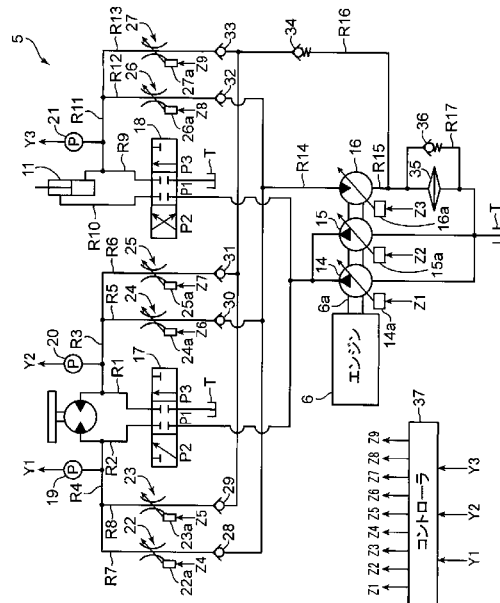 5
27
R13
26
R12
33
34
R16
R11
27a
Z9
32
26a
Z8
21
P
Y3
R9
18
11
P3
P1
P2
T
R10
R14
16
R15
36
R17
35
25
R6
31
Z3
16a
24
R5
25a
Z7
30
15
Z2
15a
R3
24a
Z6
14
6a
Z1
14a
20
P
Y2
R1
17
P3
P1
P2
T
T
エンジン
6
R2
R4
19
P
Y1
23
R8
29
23a
Z5
22
R7
28
22a
Z4
37
コントローラ
Z1
Z2
Z3
Z4
Z5
Z6
Z7
Z8
Z9
Y1
Y2
Y3